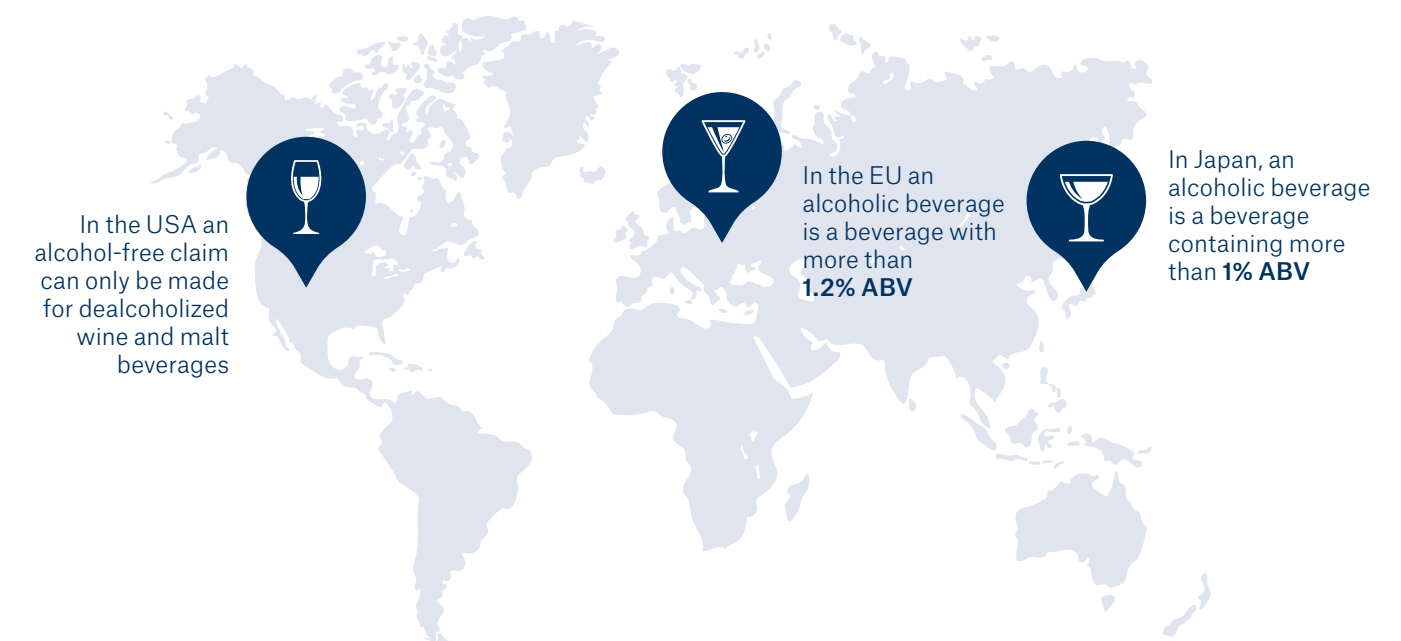 In the USA an
alcohol-free claim
can only be made
for dealcoholized
wine and malt
beverages
In the EU an
alcoholic beverage
is a beverage with
more than
1.2% ABV
In Japan, an
alcoholic beverage
is a beverage
containing more
than 1% ABV